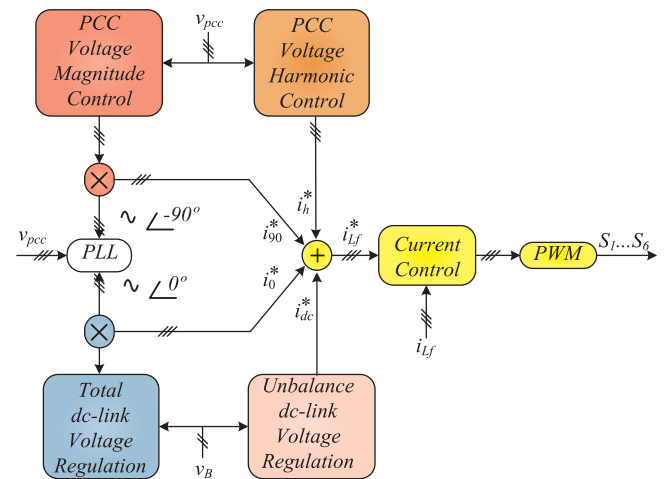 PCC
Voltage
Magnitude
Control
v_pcc
PCC
Voltage
Harmonic
Control
∼ ∠-90°
v_pcc
PLL
∼ ∠0°
i*_90
i*_h
i*_0
i*_dc
i*_Lf
Current
Control
PWM
S_1...S_6
i_Lf
Total
dc-link
Voltage
Regulation
v_B
Unbalance
dc-link
Voltage
Regulation